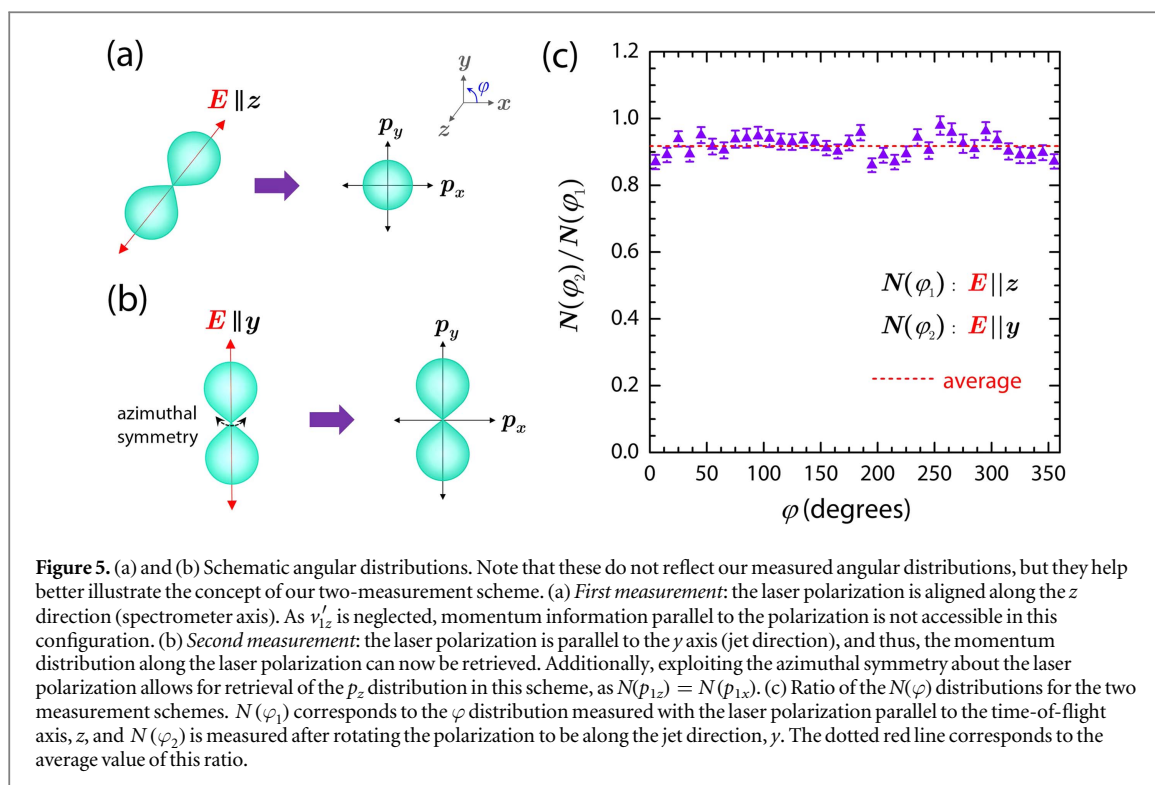 (a)
E ∥ z
y
φ
x
z
p_y
p_x
(b)
E ∥ y
azimuthal
symmetry
p_y
p_x
(c)
1.2
1.0
0.8
0.6
0.4
0.2
0.0
N(φ₂)/N(φ₁)
N(φ₁) : E||z
N(φ₂) : E||y
average
0 50 100 150 200 250 300 350
φ (degrees)
Figure 5. (a) and (b) Schematic angular distributions. Note that these do not reflect our measured angular distributions, but they help
better illustrate the concept of our two-measurement scheme. (a) First measurement: the laser polarization is aligned along the z
direction (spectrometer axis). As v′₁z is neglected, momentum information parallel to the polarization is not accessible in this
configuration. (b) Second measurement: the laser polarization is parallel to the y axis (jet direction), and thus, the momentum
distribution along the laser polarization can now be retrieved. Additionally, exploiting the azimuthal symmetry about the laser
polarization allows for retrieval of the p_z distribution in this scheme, as N(p₁z) = N(p₁x). (c) Ratio of the N(φ) distributions for the two
measurement schemes. N(φ₁) corresponds to the φ distribution measured with the laser polarization parallel to the time-of-flight
axis, z, and N(φ₂) is measured after rotating the polarization to be along the jet direction, y. The dotted red line corresponds to the
average value of this ratio.